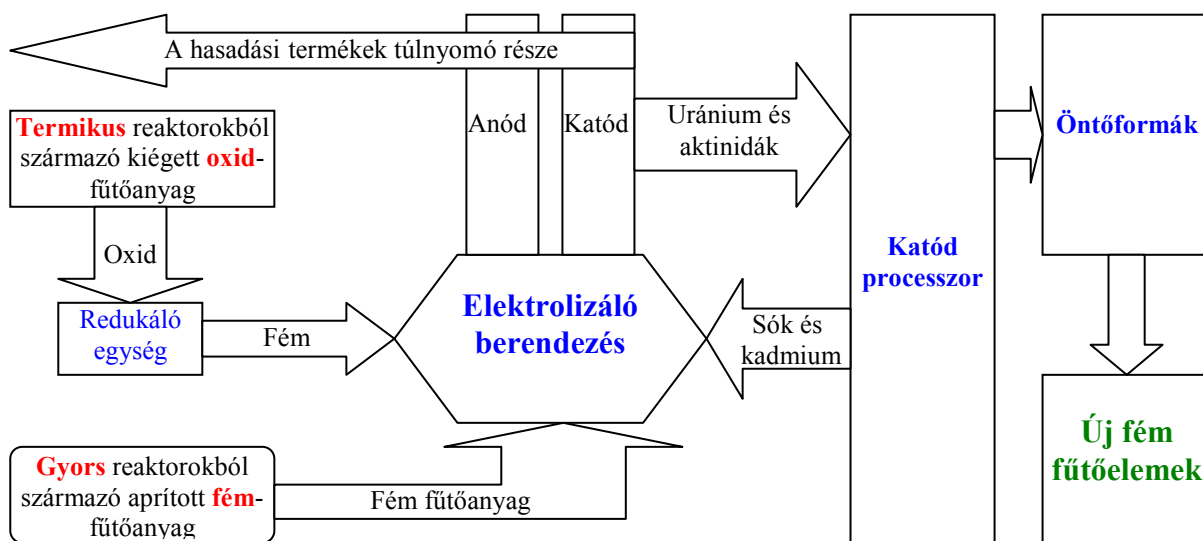 A hasadási termékek túlnyomó része
Termikus reaktorokból
származó kiégett oxid-
fűtőanyag
Anód
Katód
Uránium és
aktinidák
Öntőformák
Oxid
Redukáló
egység
Fém
Elektrolizáló
berendezés
Sók és
kadmium
Katód
processzor
Gyors reaktorokból
származó aprított fém-
fűtőanyag
Fém fűtőanyag
Új fém
fűtőelemek